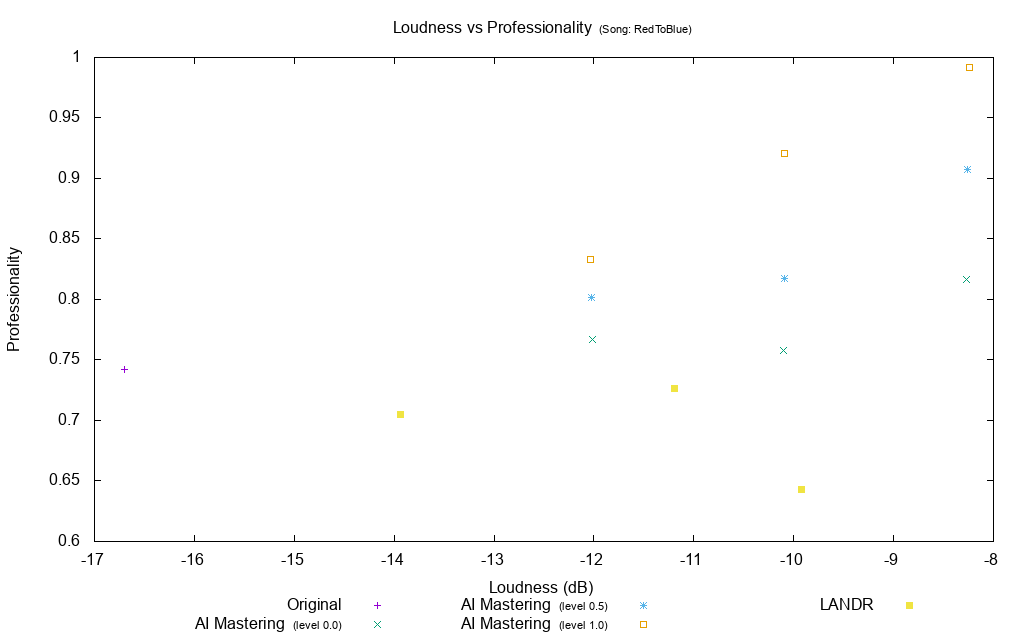 Loudness vs Professionality (Song: RedToBlue)
1
0.95
0.9
0.85
0.8
0.75
0.7
0.65
0.6
Professionality
-17 -16 -15 -14 -13 -12 -11 -10 -9 -8
Loudness (dB)
Original AI Mastering (level 0.5) LANDR
AI Mastering (level 0.0) AI Mastering (level 1.0)